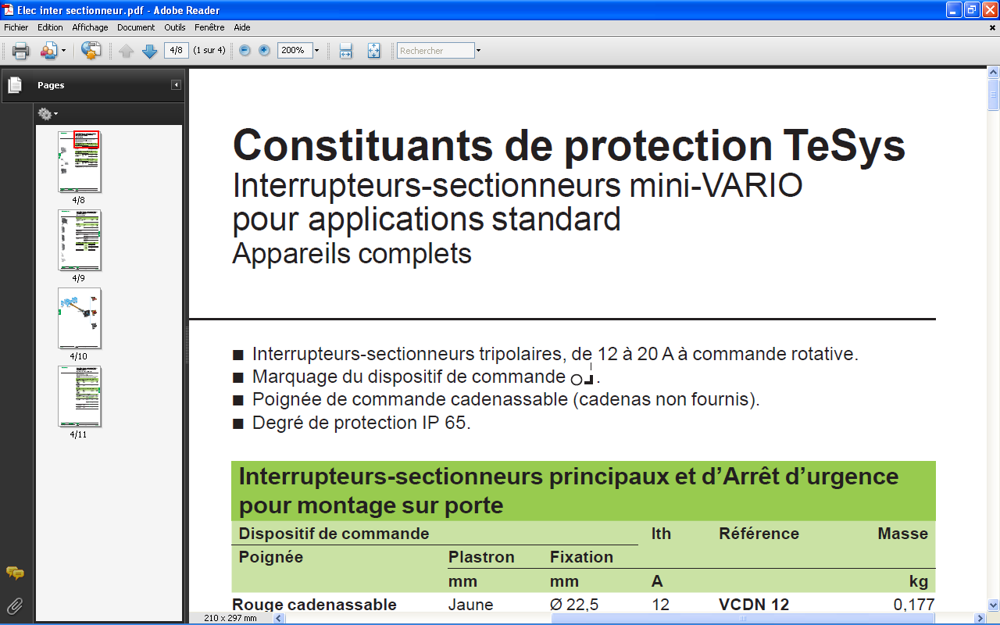 Elec inter sectionneur.pdf - Adobe Reader
Fichier Edition Affichage Document Outils Fenêtre Aide
4/8 (1 sur 4) 200% Rechercher
Pages
4/8
4/9
4/10
4/11
Constituants de protection TeSys
Interrupteurs-sectionneurs mini-VARIO
pour applications standard
Appareils complets
■ Interrupteurs-sectionneurs tripolaires, de 12 à 20 A à commande rotative.
■ Marquage du dispositif de commande .
■ Poignée de commande cadenassable (cadenas non fournis).
■ Degré de protection IP 65.
Interrupteurs-sectionneurs principaux et d’Arrêt d’urgence
pour montage sur porte
Dispositif de commande Ith Référence Masse
Poignée Plastron Fixation
mm mm A kg
Rouge cadenassable Jaune Ø 22,5 12 VCDN 12 0,177
210 x 297 mm